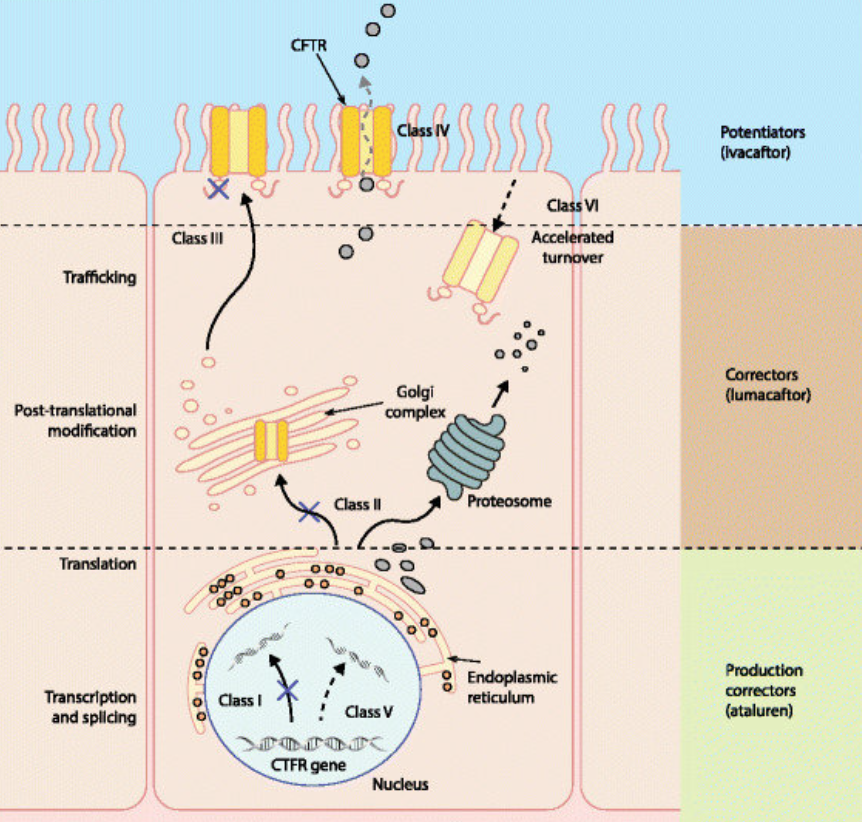 CFTR
Class IV
Potentiators
(ivacaftor)
Class VI
Class III
Accelerated
turnover
Trafficking
Correctors
(lumacaftor)
Golgi
complex
Post-translational
modification
Class II
Proteosome
Translation
Endoplasmic
reticulum
Production
correctors
(ataluren)
Transcription
and splicing
Class I
Class V
CTFR gene
Nucleus